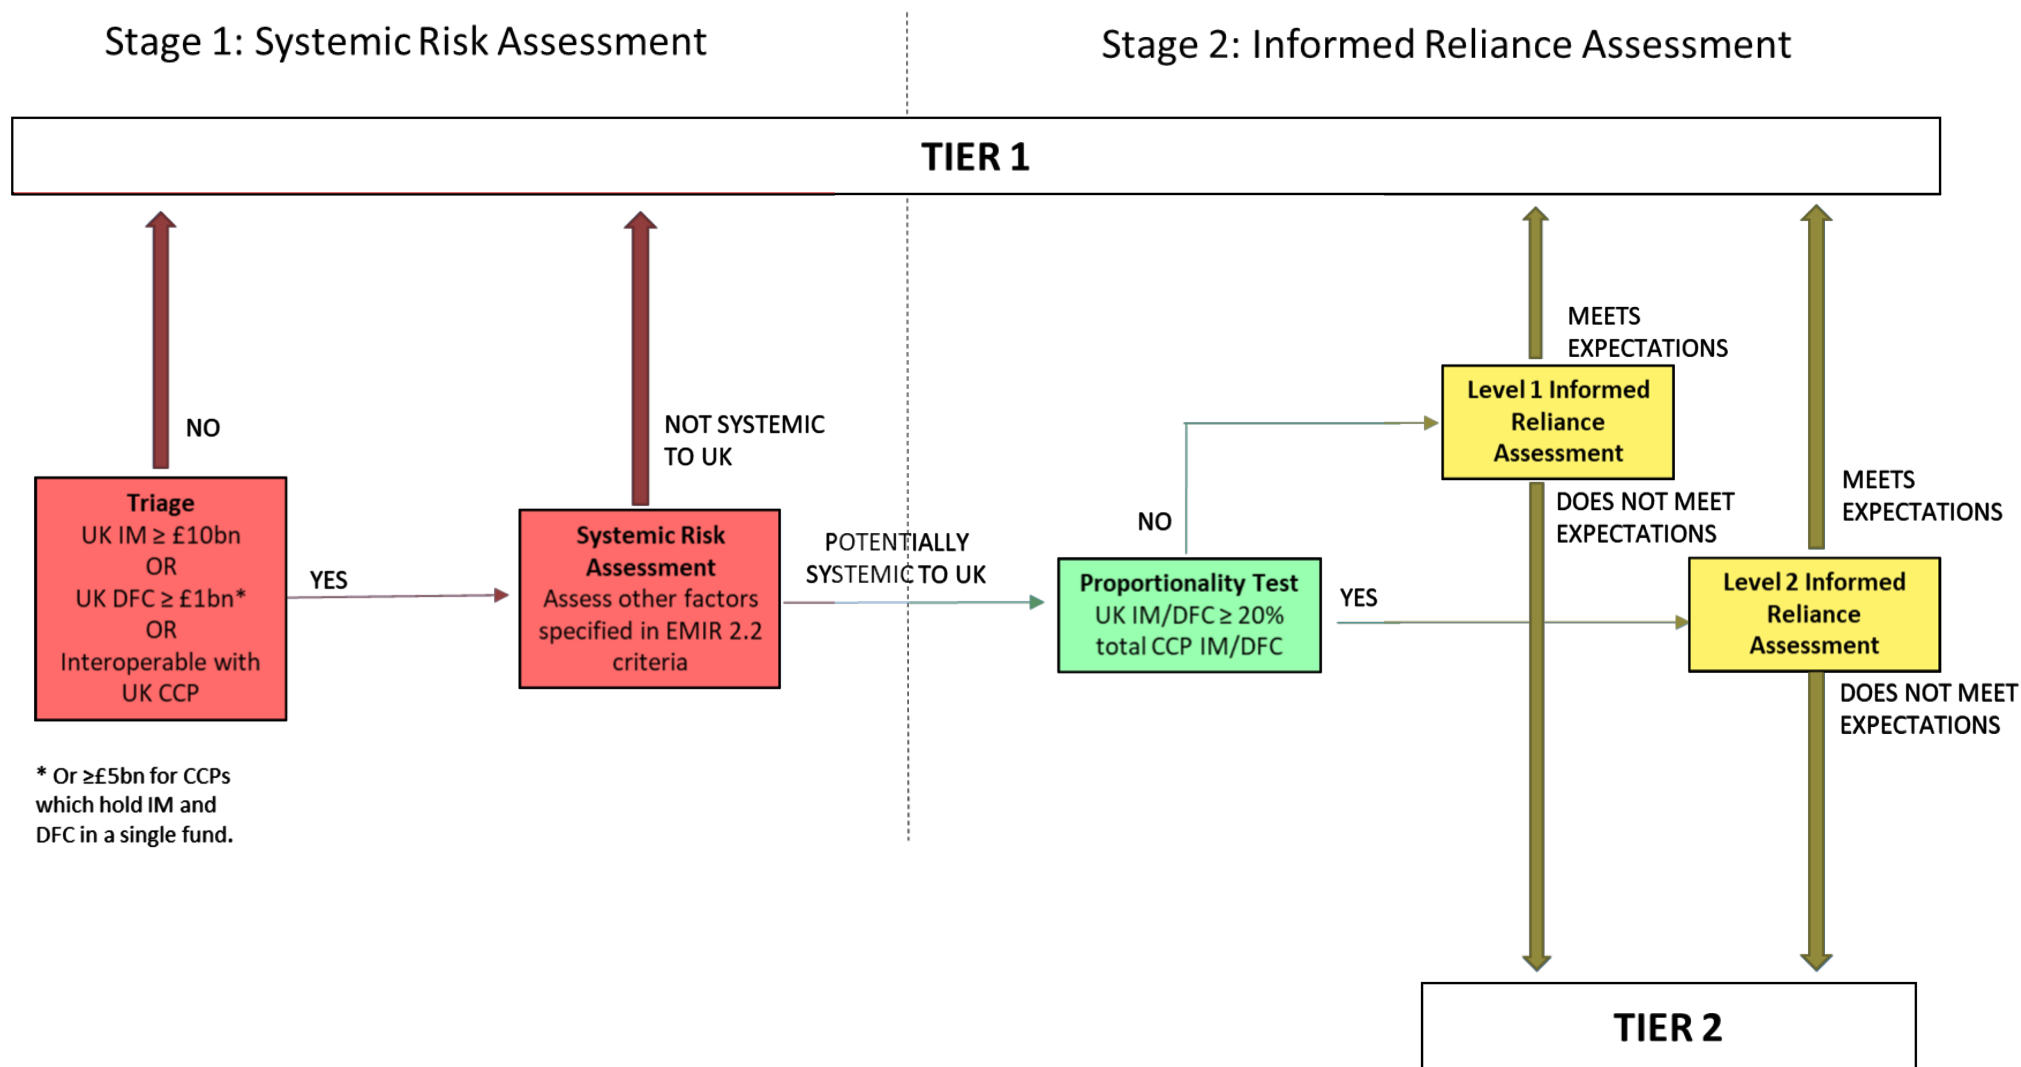 Stage 1: Systemic Risk Assessment
Stage 2: Informed Reliance Assessment
TIER 1
NO
Triage
UK IM ≥ £10bn
OR
UK DFC ≥ £1bn*
OR
Interoperable with
UK CCP
* Or ≥£5bn for CCPs
which hold IM and
DFC in a single fund.
YES
NOT SYSTEMIC
TO UK
Systemic Risk
Assessment
Assess other factors
specified in EMIR 2.2
criteria
POTENTIALLY
SYSTEMIC TO UK
NO
Proportionality Test
UK IM/DFC ≥ 20%
total CCP IM/DFC
YES
MEETS
EXPECTATIONS
Level 1 Informed
Reliance
Assessment
DOES NOT MEET
EXPECTATIONS
MEETS
EXPECTATIONS
Level 2 Informed
Reliance
Assessment
DOES NOT MEET
EXPECTATIONS
TIER 2